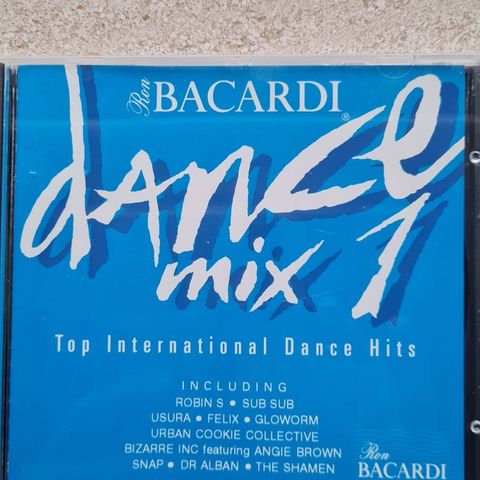 Ron BACARDI®
dance
mix 1
Top International Dance Hits
INCLUDING
ROBIN S • SUB SUB
USURA • FELIX • GLOWORM
URBAN COOKIE COLLECTIVE
BIZARRE INC featuring ANGIE BROWN
SNAP • DR ALBAN • THE SHAMEN
Ron
BACARDI